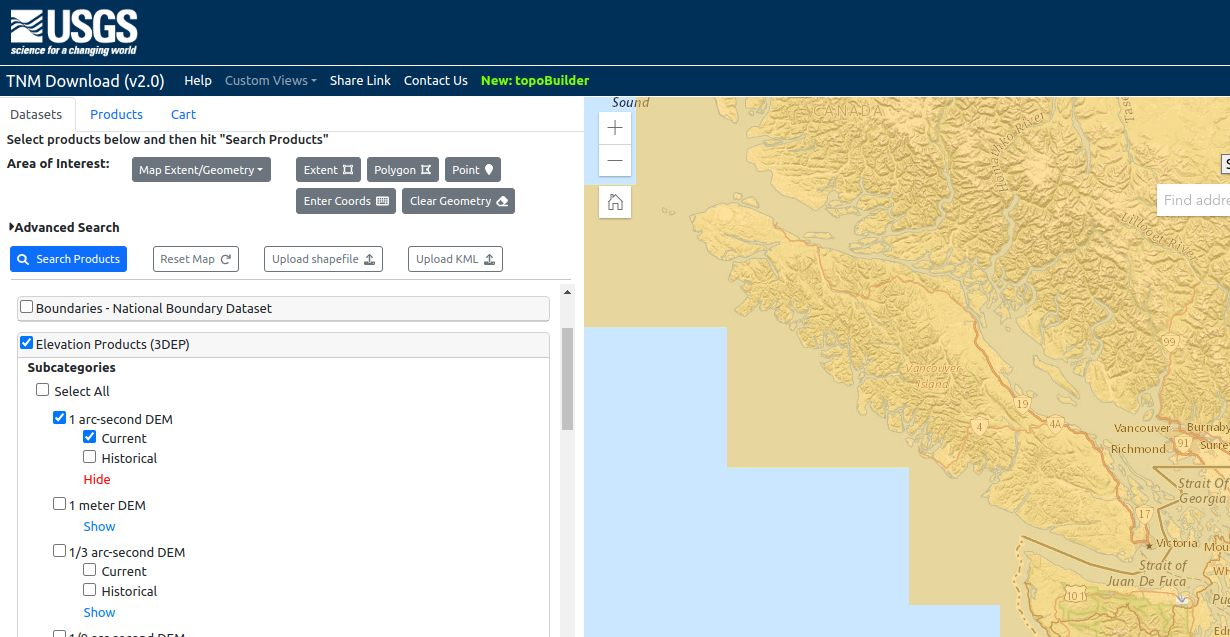 USGS
science for a changing world
TNM Download (v2.0) Help Custom Views Share Link Contact Us New: topoBuilder
Datasets Products Cart
Select products below and then hit "Search Products"
Area of Interest: Map Extent/Geometry Extent Polygon Point
Enter Coords Clear Geometry
Advanced Search
Search Products Reset Map Upload shapefile Upload KML
Boundaries - National Boundary Dataset
Elevation Products (3DEP)
Subcategories
Select All
1 arc-second DEM
Current
Historical
Hide
1 meter DEM
Show
1/3 arc-second DEM
Current
Historical
Show
Sound
CANADA
Find addre
Lillooet River
99
Vancouver
Island
19
4
4A
Vancouver
Burnaby
Richmond
91
Surre
Strait Of
Georgia
17
Victoria
Mou
Strait of
Juan De Fuca
101
WH
Pu
Edm